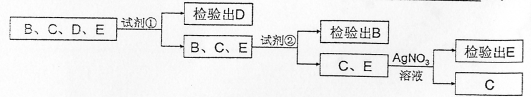 B、C、D、E
试剂①
检验出D
B、C、E
试剂②
检验出B
C、E
AgNO₃
溶液
检验出E
C